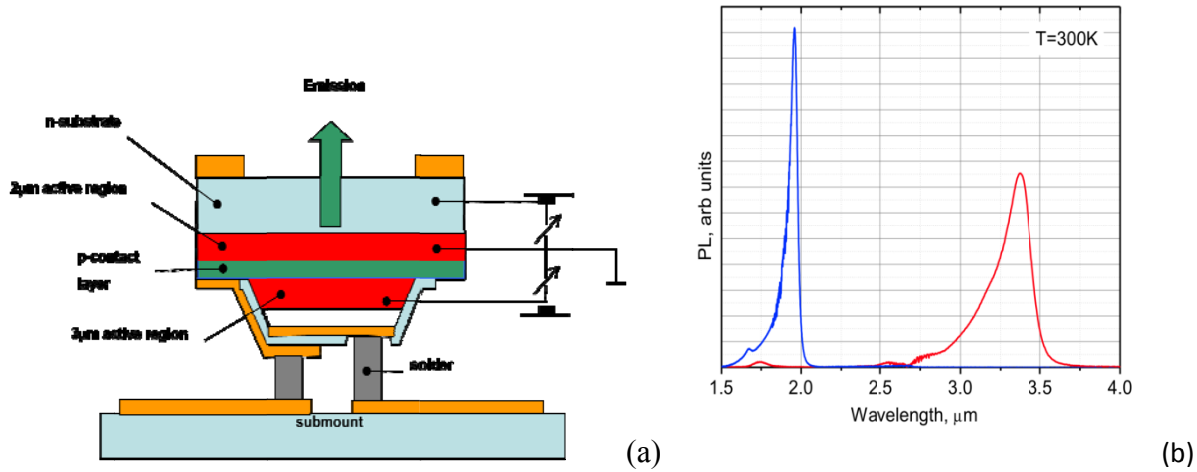 Emission
n-substrate
2μm active region
p-contact
layer
3μm active region
solder
submount
(a)
T=300K
PL, arb units
1.5 2.0 2.5 3.0 3.5 4.0
Wavelength, μm
(b)